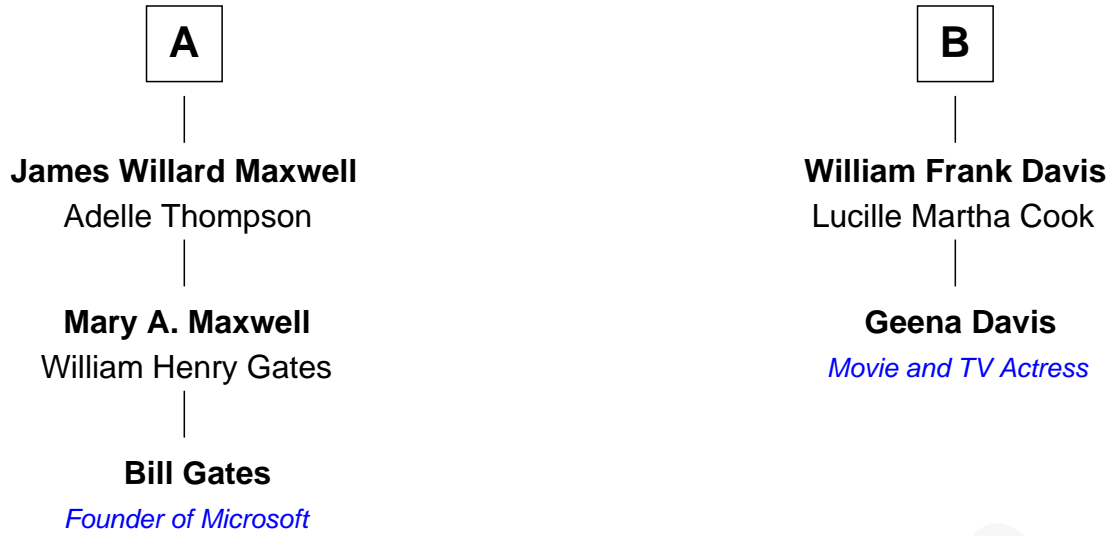 A
James Willard Maxwell
Adelle Thompson
Mary A. Maxwell
William Henry Gates
Bill Gates
Founder of Microsoft
B
William Frank Davis
Lucille Martha Cook
Geena Davis
Movie and TV Actress